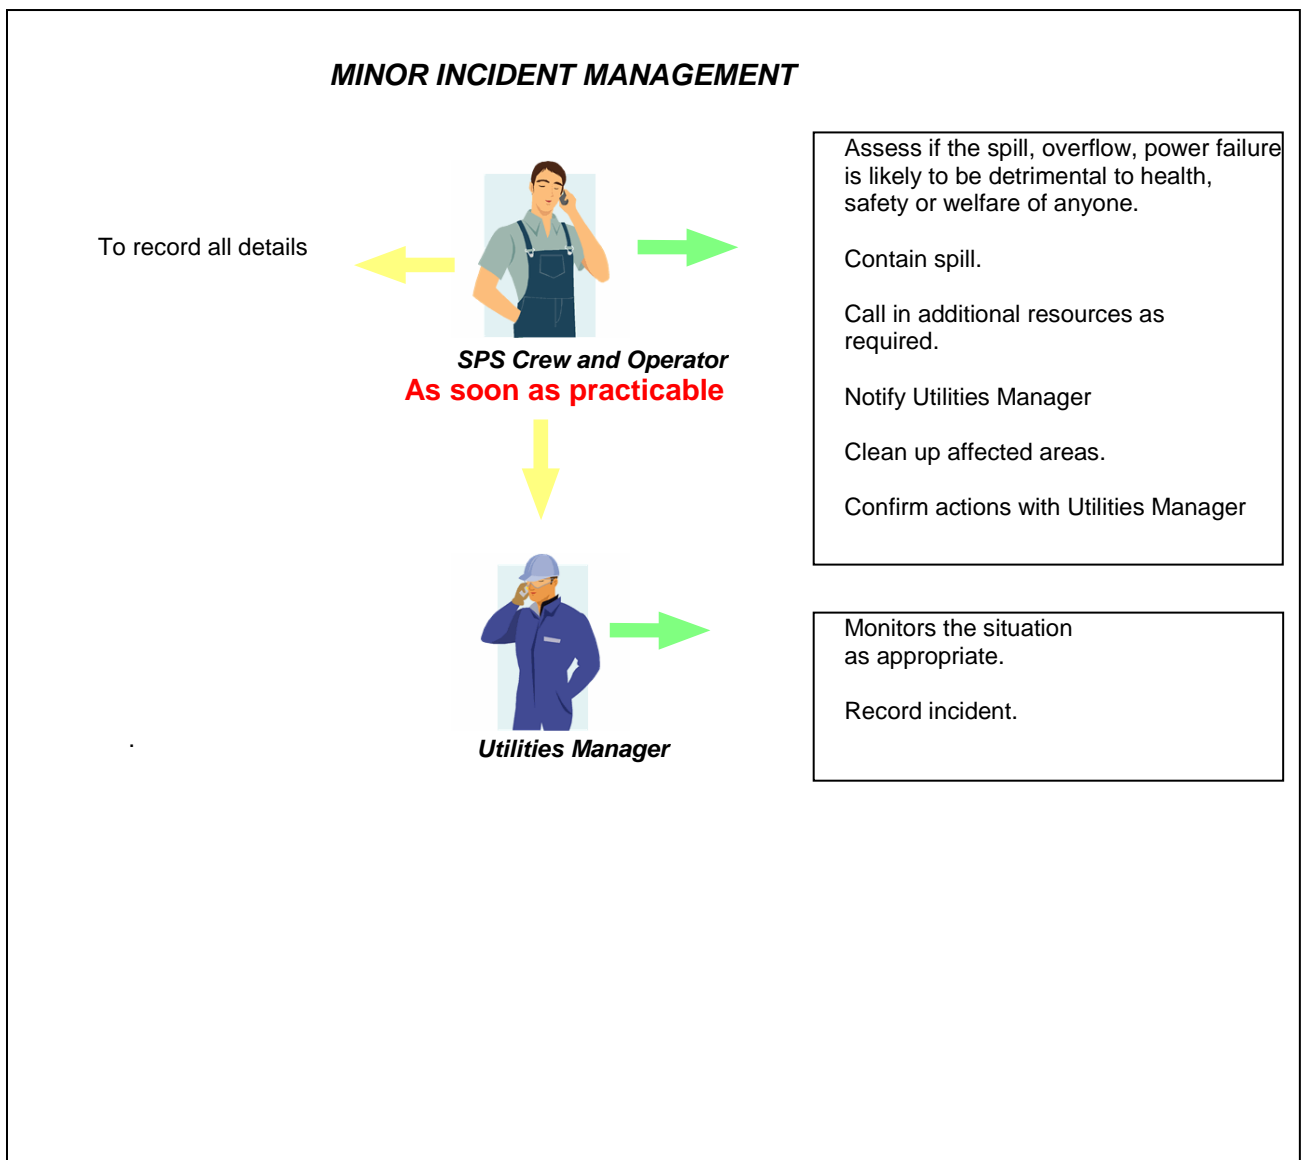 MINOR INCIDENT MANAGEMENT
To record all details
SPS Crew and Operator
As soon as practicable
Assess if the spill, overflow, power failure
is likely to be detrimental to health,
safety or welfare of anyone.
Contain spill.
Call in additional resources as
required.
Notify Utilities Manager
Clean up affected areas.
Confirm actions with Utilities Manager
.
Utilities Manager
Monitors the situation
as appropriate.
Record incident.